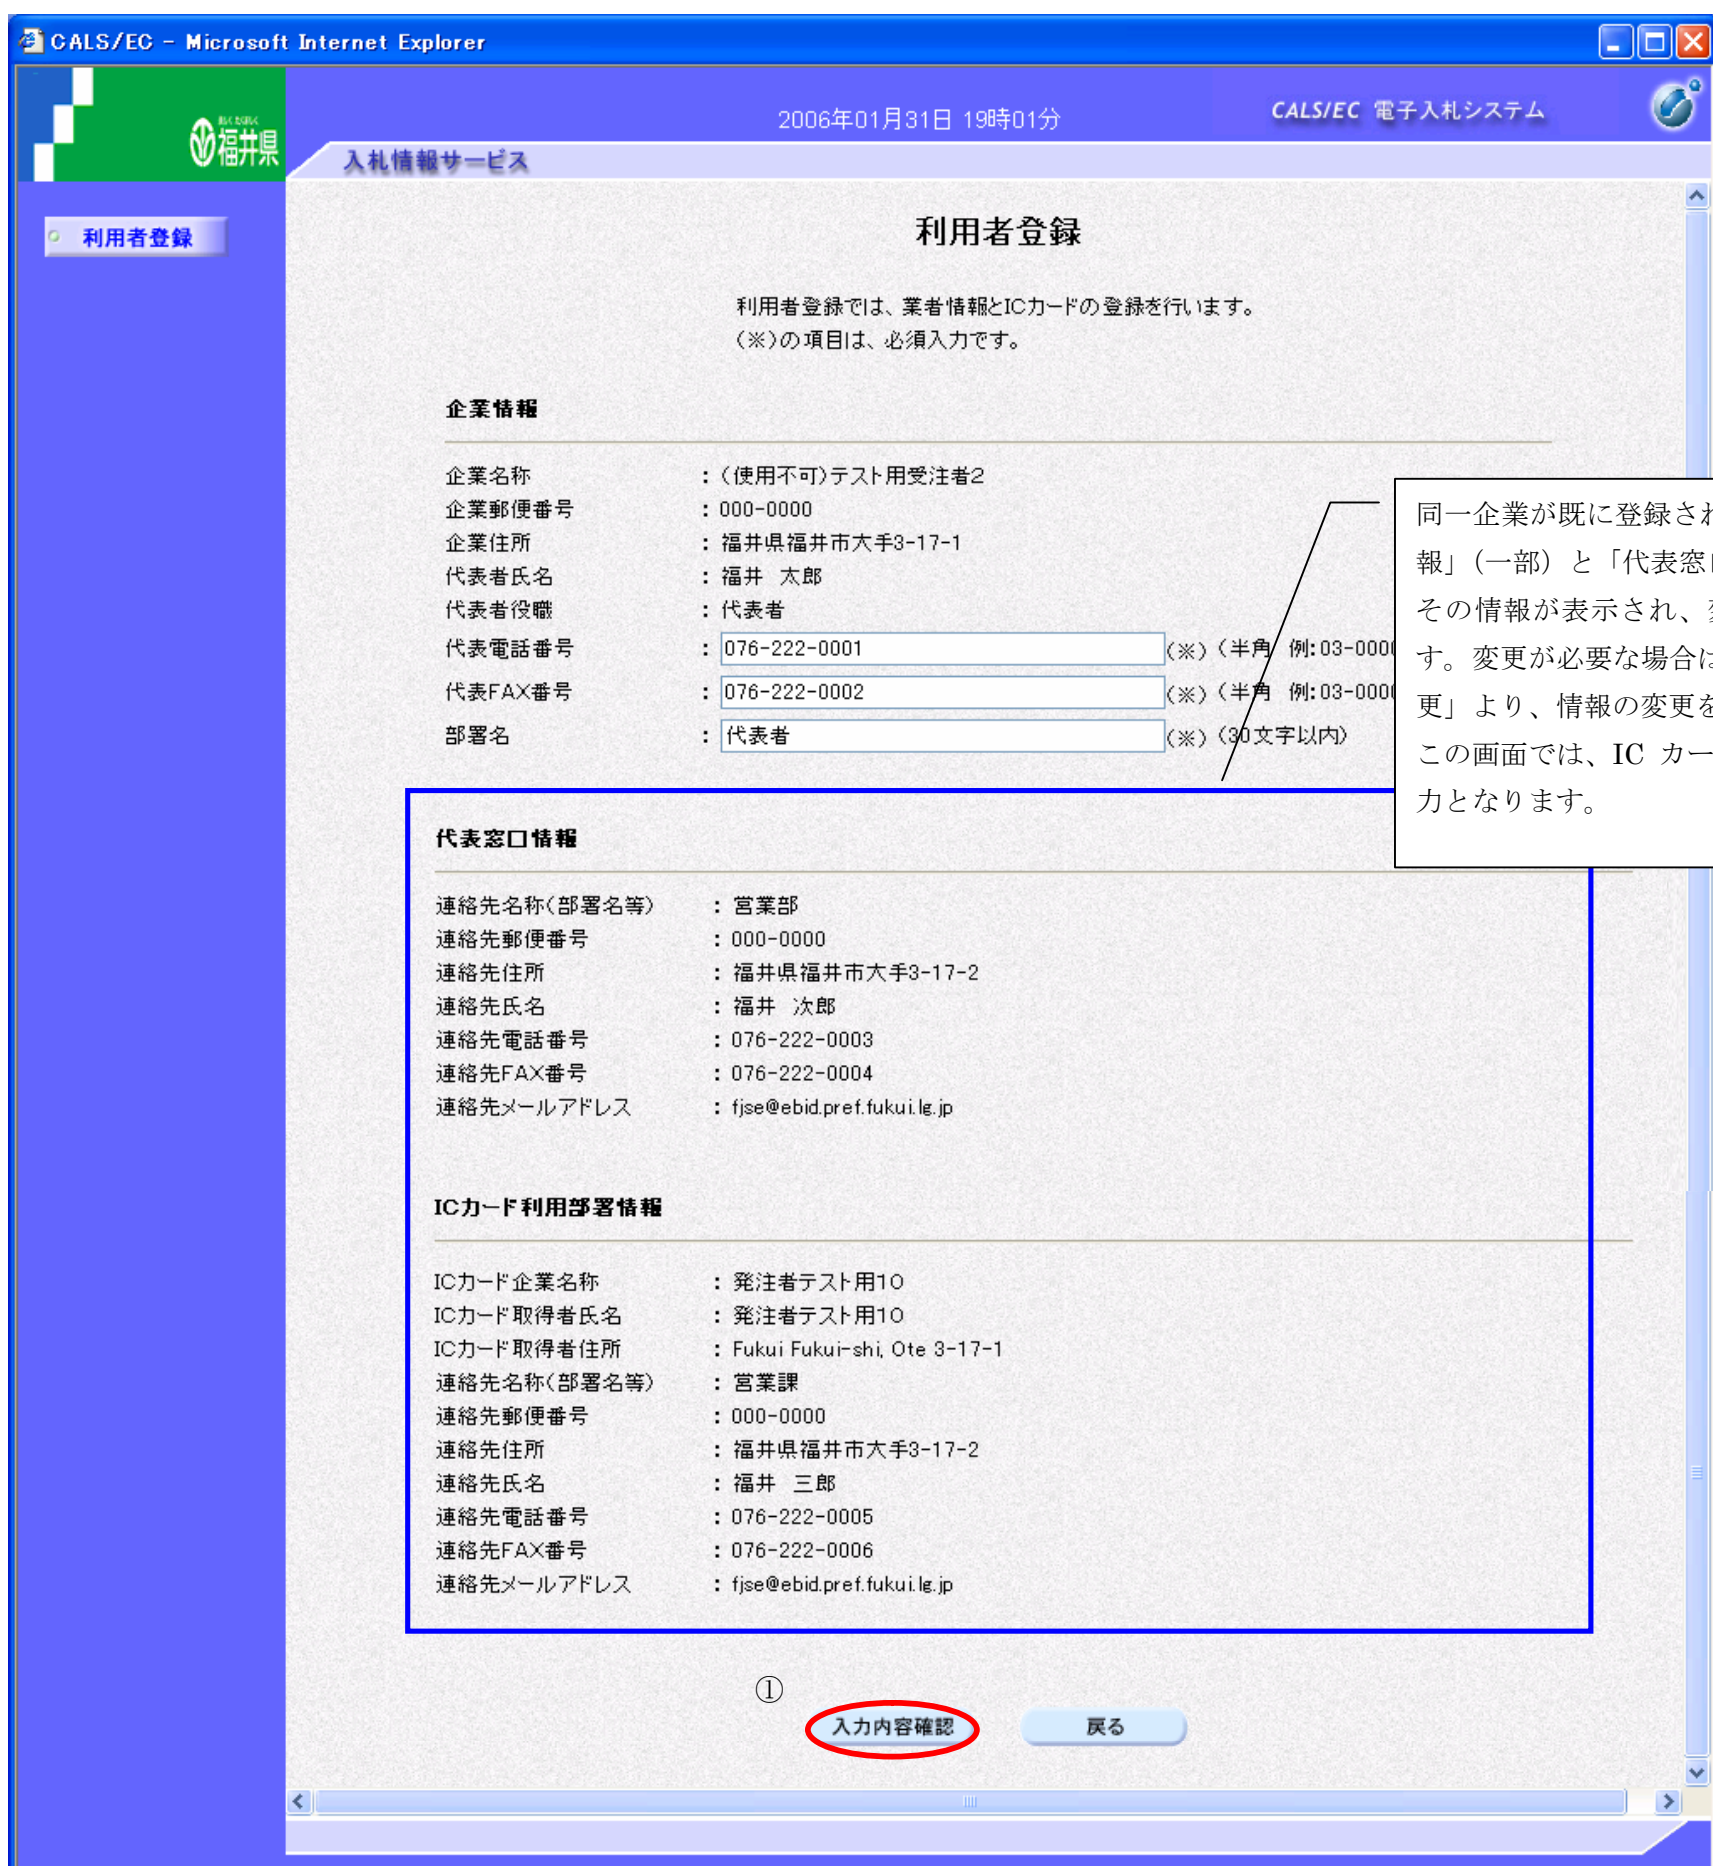 CALS/EC - Microsoft Internet Explorer
福井県
2006年01月31日 19時01分
CALS/EC 電子入札システム
入札情報サービス
利用者登録
利用者登録
利用者登録では、業者情報とICカードの登録を行います。
(※)の項目は、必須入力です。
企業情報
企業名称 : (使用不可)テスト用受注者2
企業郵便番号 : 000-0000
企業住所 : 福井県福井市大手3-17-1
代表者氏名 : 福井 太郎
代表者役職 : 代表者
代表電話番号 : 076-222-0001 (※)(半角 例:03-0000
代表FAX番号 : 076-222-0002 (※)(半角 例:03-0000
部署名 : 代表者 (※)(30文字以内)
同一企業が既に登録され
報」(一部)と「代表窓口
その情報が表示され、変
す。変更が必要な場合は
更」より、情報の変更を
この画面では、IC カー
力となります。
代表窓口情報
連絡先名称(部署名等) : 営業部
連絡先郵便番号 : 000-0000
連絡先住所 : 福井県福井市大手3-17-2
連絡先氏名 : 福井 次郎
連絡先電話番号 : 076-222-0003
連絡先FAX番号 : 076-222-0004
連絡先メールアドレス : fjse@ebid.pref.fukui.lg.jp
ICカード利用部署情報
ICカード企業名称 : 発注者テスト用10
ICカード取得者氏名 : 発注者テスト用10
ICカード取得者住所 : Fukui Fukui-shi, Ote 3-17-1
連絡先名称(部署名等) : 営業課
連絡先郵便番号 : 000-0000
連絡先住所 : 福井県福井市大手3-17-2
連絡先氏名 : 福井 三郎
連絡先電話番号 : 076-222-0005
連絡先FAX番号 : 076-222-0006
連絡先メールアドレス : fjse@ebid.pref.fukui.lg.jp
①
入力内容確認 戻る